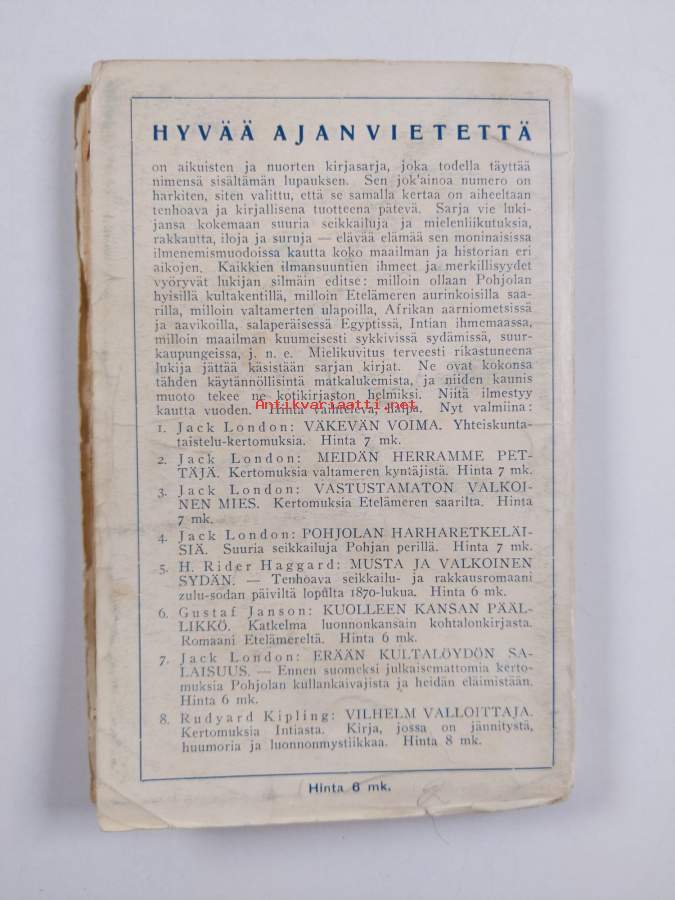 HYVÄÄ AJANVIETETTÄ
on aikuisten ja nuorten kirjasarja, joka todella täyttää
nimensä sisältämän lupauksen. Sen jok'ainoa numero on
harkiten, siten valittu, että se samalla kertaa on aiheeltaan
tenhoava ja kirjallisena tuotteena pätevä. Sarja vie luki-
jansa kokemaan suuria seikkailuja ja mielenliikutuksia,
rakkautta, iloja ja suruja — elävää elämää sen moninaisissa
ilmenemismuodoissa kautta koko maailman ja historian eri
aikojen. Kaikkien ilmansuuntien ihmeet ja merkillisyydet
vyöryvät lukijan silmäin editse: milloin ollaan Pohjolan
hyisillä kultakentillä, milloin Etelämeren aurinkoisilla saa-
rilla, milloin valtamerten ulapoilla, Afrikan aarniometsissä
ja aavikoilla, salaperäisessä Egyptissä, Intian ihmemaassa,
milloin maailman kuumeisesti sykkivissä sydämissä, suur-
kaupungeissa, j. n. e. Mielikuvitus terveesti rikastuneena
lukija jättää käsistään sarjan kirjat. Ne ovat kokonsa
tähden käytännöllisintä matkalukemista, ja niiden kaunis
muoto tekee ne kotikirjaston helmiksi. Niitä ilmestyy
kautta vuoden. Hinta vaihteleva, halpa. Nyt valmiina:
Antikvariaatti.net
1. Jack London: VÄKEVÄN VOIMA. Yhteiskunta-
taistelu-kertomuksia. Hinta 7 mk.
2. Jack London: MEIDÄN HERRAMME PET-
TÄJÄ. Kertomuksia valtameren kyntäjistä. Hinta 7 mk.
3. Jack London: VASTUSTAMATON VALKOI-
NEN MIES. Kertomuksia Etelämeren saarilta. Hinta
7 mk.
4. Jack London: POHJOLAN HARHARETKELÄI-
SIÄ. Suuria seikkailuja Pohjan perillä. Hinta 7 mk.
5. H. Rider Haggard: MUSTA JA VALKOINEN
SYDÄN. — Tenhoava seikkailu- ja rakkausromaani
zulu-sodan päiviltä lopulta 1870-lukua. Hinta 6 mk.
6. Gustaf Janson: KUOLLEEN KANSAN PÄÄL-
LIKKÖ. Katkelma luonnonkansain kohtalonkirjasta.
Romaani Etelämereltä. Hinta 6 mk.
7. Jack London: ERÄÄN KULTALÖYDÖN SA-
LAISUUS. — Ennen suomeksi julkaisemattomia kerto-
muksia Pohjolan kullankaivajista ja heidän eläimistään.
Hinta 6 mk.
8. Rudyard Kipling: VILHELM VALLOITTAJA.
Kertomuksia Intiasta. Kirja, jossa on jännitystä,
huumoria ja luonnonmystiikkaa. Hinta 8 mk.
Hinta 6 mk.